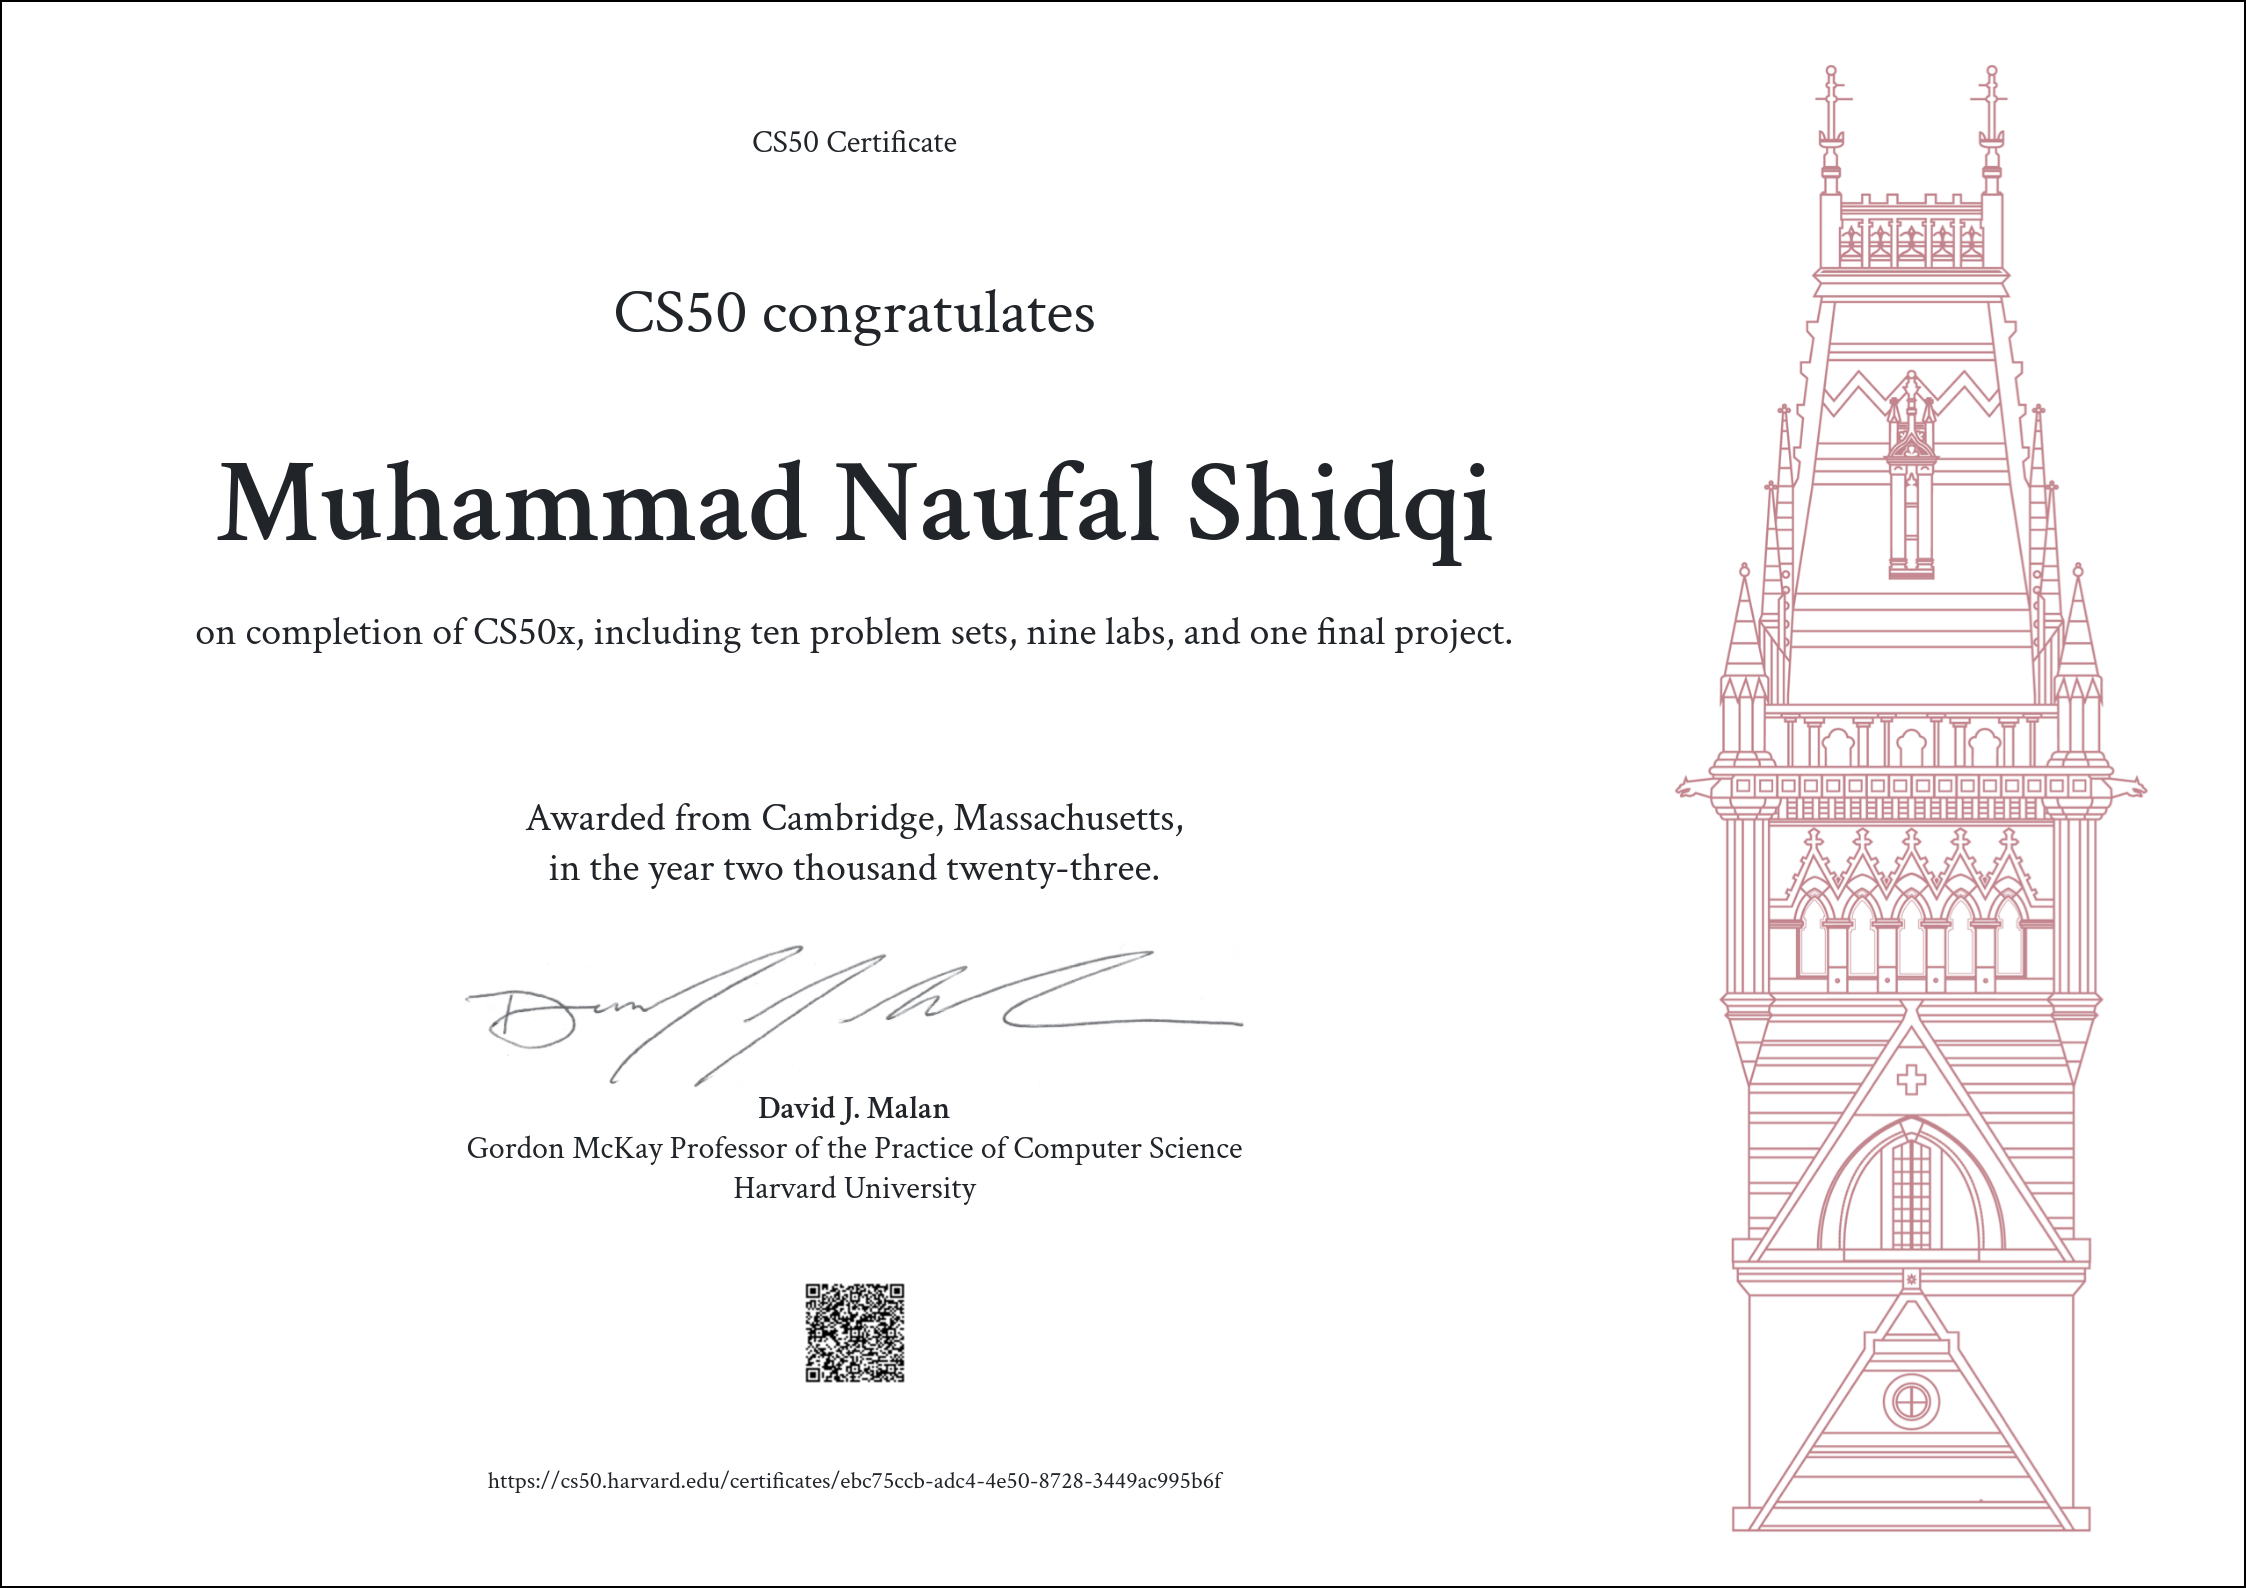 CS50 Certificate
CS50 congratulates
Muhammad Naufal Shidqi
on completion of CS50x, including ten problem sets, nine labs, and one final project.
Awarded from Cambridge, Massachusetts,
in the year two thousand twenty-three.
David J. Malan
Gordon McKay Professor of the Practice of Computer Science
Harvard University
https://cs50.harvard.edu/certificates/ebc75ccb-adc4-4e50-8728-3449ac995b6f